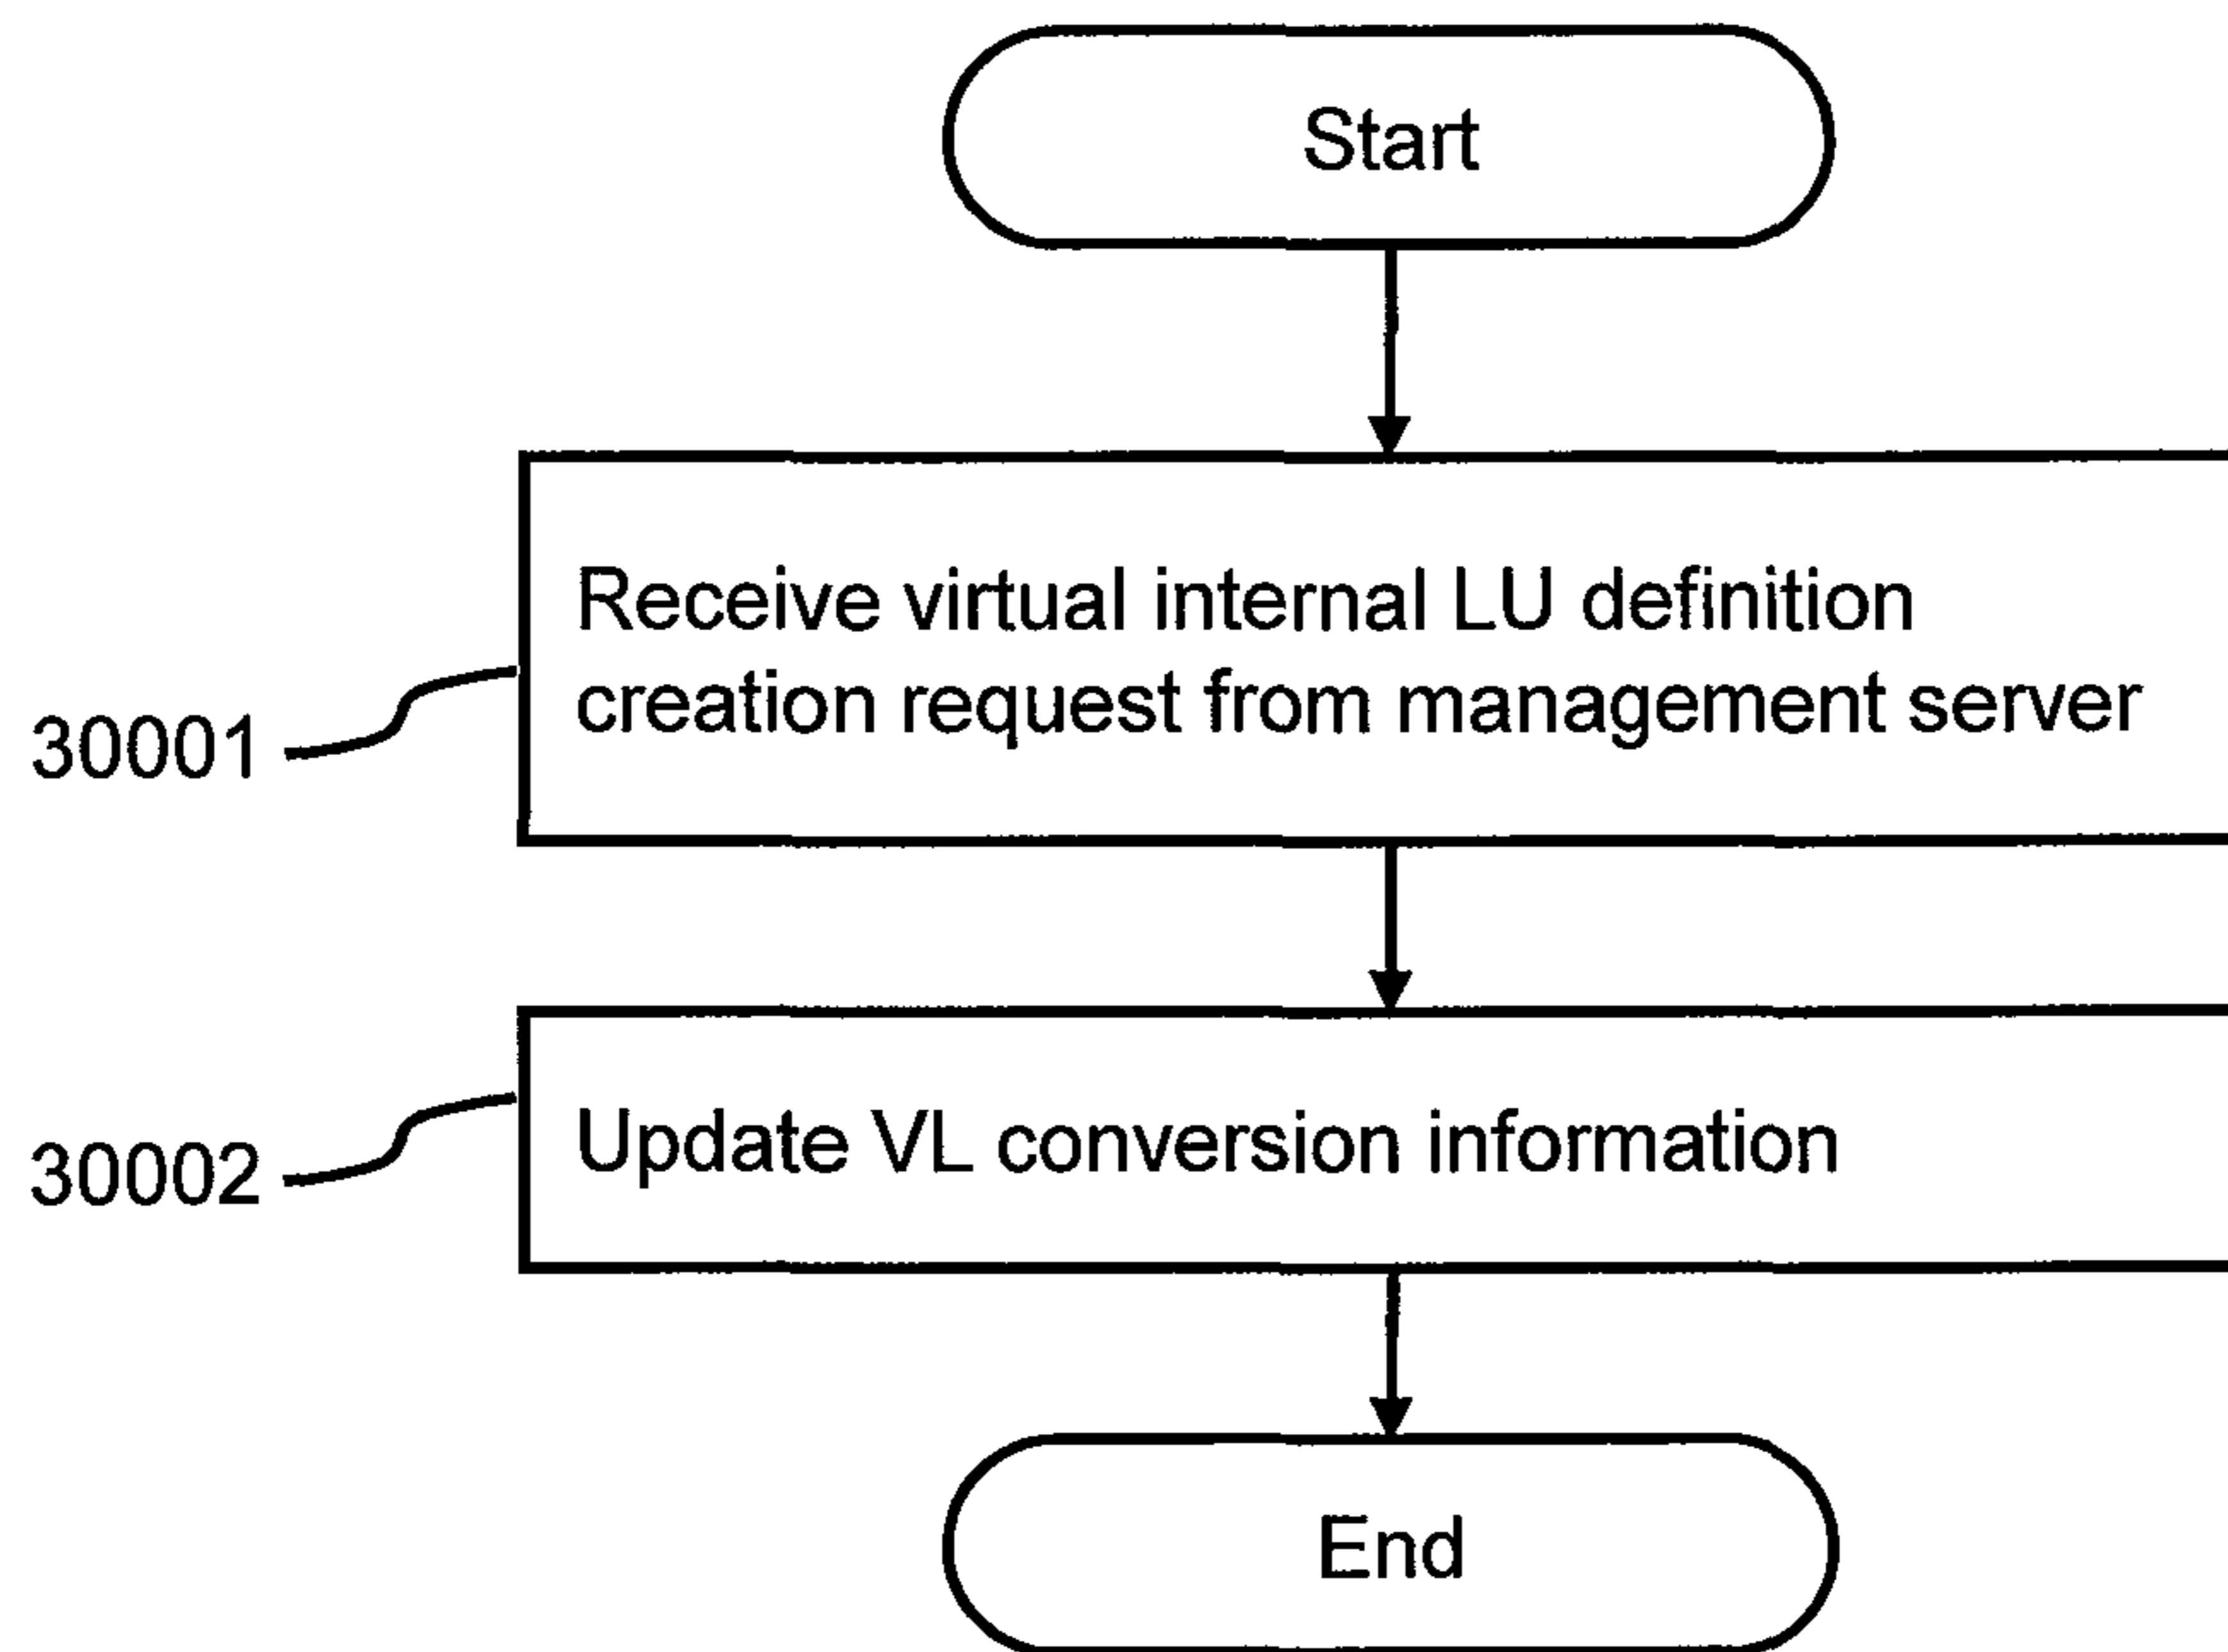 Start
Receive virtual internal LU definition
creation request from management server
30001
Update VL conversion information
30002
End